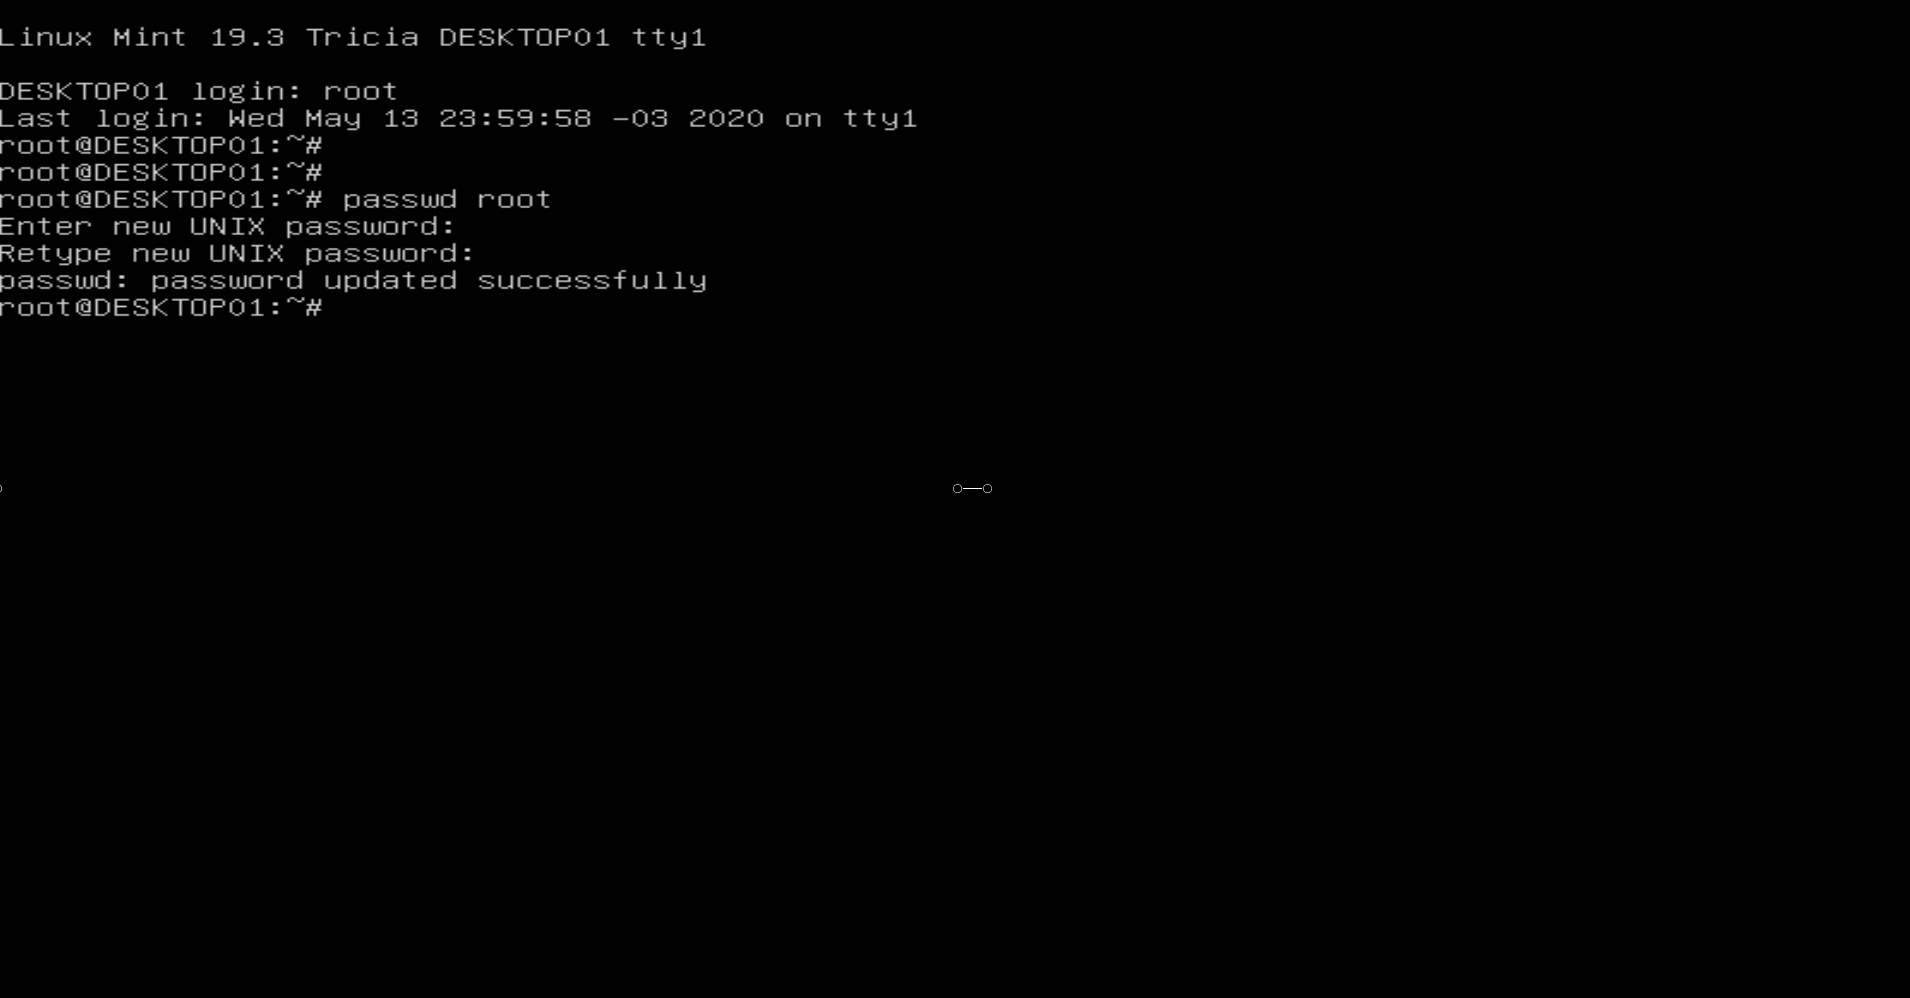 Linux Mint 19.3 Tricia DESKTOP01 tty1
DESKTOP01 login: root
Last login: Wed May 13 23:59:58 -03 2020 on tty1
root@DESKTOP01:~#
root@DESKTOP01:~#
root@DESKTOP01:~# passwd root
Enter new UNIX password:
Retype new UNIX password:
passwd: password updated successfully
root@DESKTOP01:~#